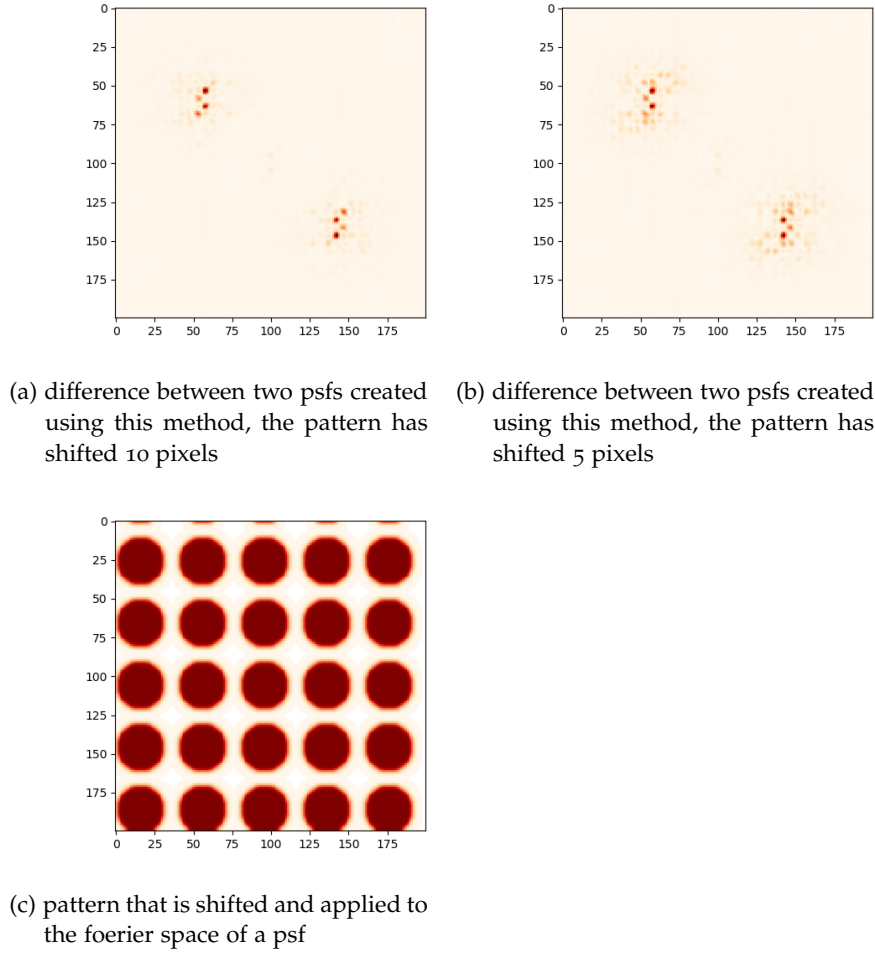 0
25
50
75
100
125
150
175
0 25 50 75 100 125 150 175
0
25
50
75
100
125
150
175
0 25 50 75 100 125 150 175
(a) difference between two psfs created
using this method, the pattern has
shifted 10 pixels
(b) difference between two psfs created
using this method, the pattern has
shifted 5 pixels
0
25
50
75
100
125
150
175
0 25 50 75 100 125 150 175
(c) pattern that is shifted and applied to
the foerier space of a psf